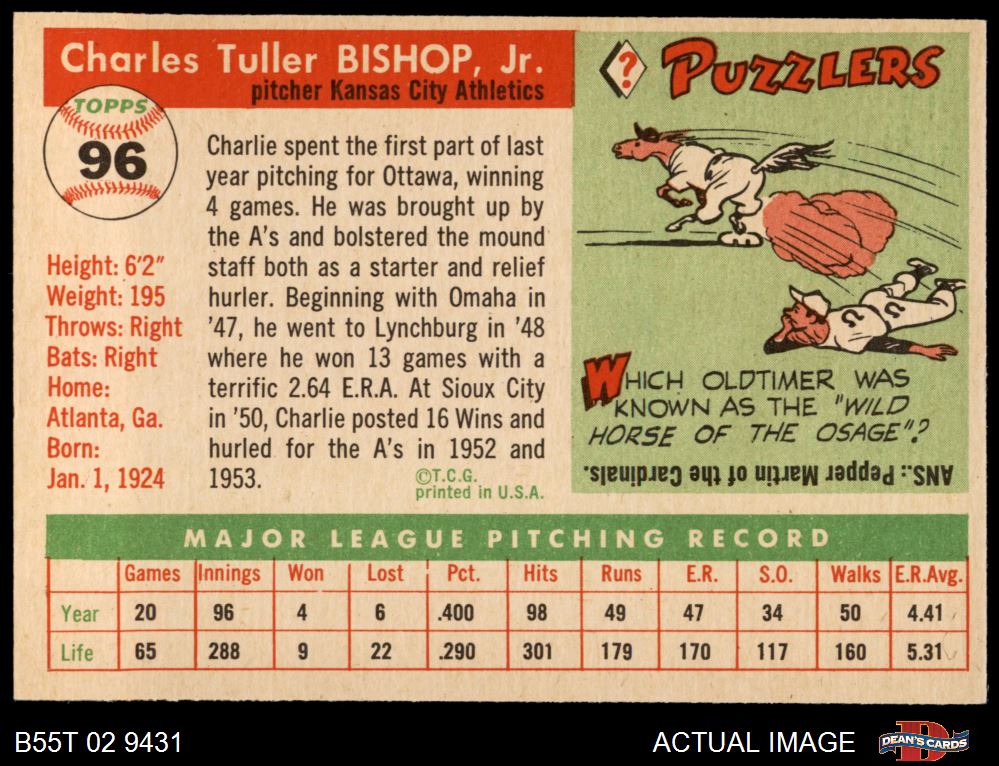 Charles Tuller BISHOP, Jr.
pitcher Kansas City Athletics
TOPPS
96
Height: 6'2"
Weight: 195
Throws: Right
Bats: Right
Home:
Atlanta, Ga.
Born:
Jan. 1, 1924
Charlie spent the first part of last
year pitching for Ottawa, winning
4 games. He was brought up by
the A's and bolstered the mound
staff both as a starter and relief
hurler. Beginning with Omaha in
'47, he went to Lynchburg in '48
where he won 13 games with a
terrific 2.64 E.R.A. At Sioux City
in '50, Charlie posted 16 Wins and
hurled for the A's in 1952 and
1953.
©T.C.G.
printed in U.S.A.
? PUZZLERS
WHICH OLDTIMER WAS
KNOWN AS THE "WILD
HORSE OF THE OSAGE"?
ANS.: Pepper Martin of the Cardinals.
MAJOR LEAGUE PITCHING RECORD
Games Innings Won Lost Pct. Hits Runs E.R. S.O. Walks E.R.Avg.
Year 20 96 4 6 .400 98 49 47 34 50 4.41
Life 65 288 9 22 .290 301 179 170 117 160 5.31
B55T 02 9431 ACTUAL IMAGE DEAN'S CARDS